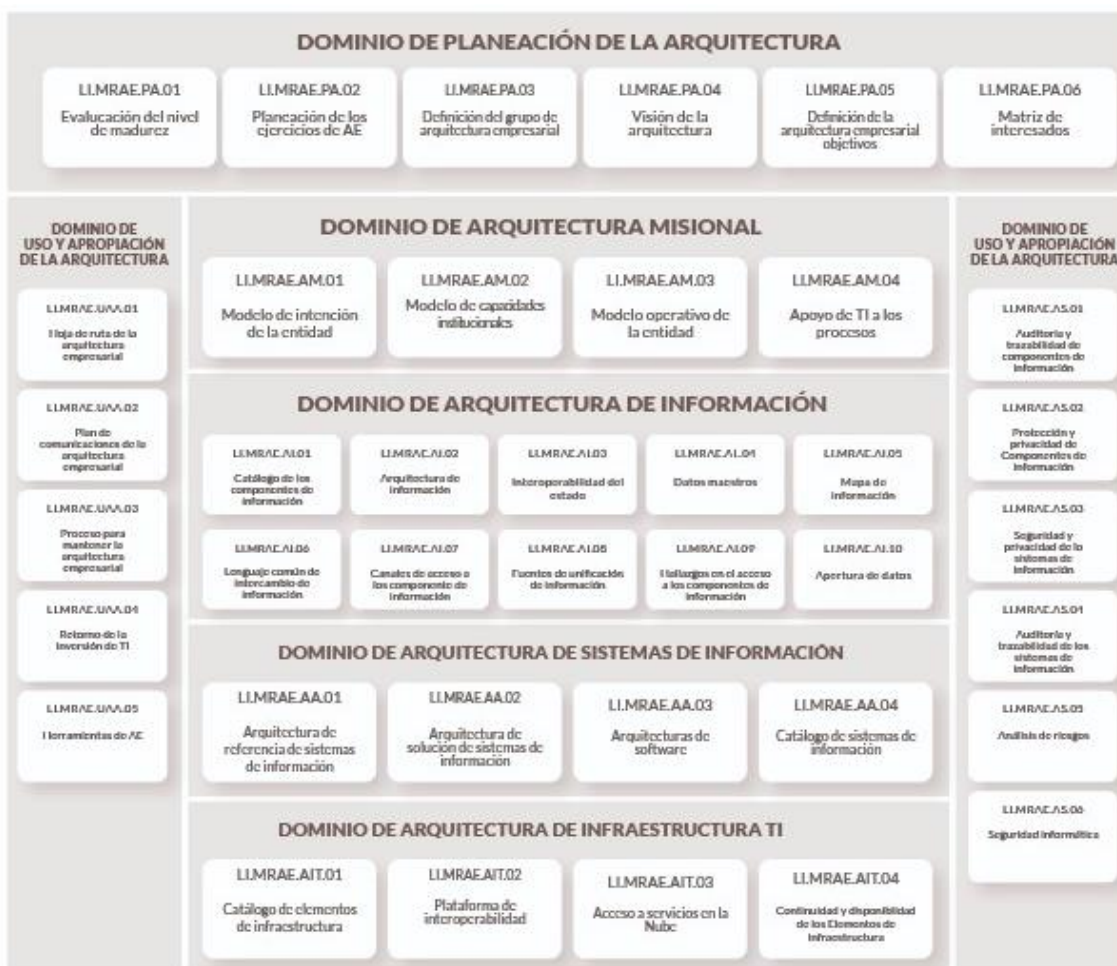 DOMINIO DE PLANEACIÓN DE LA ARQUITECTURA
LI.MRAE.PA.01
Evalucación del nivel
de madurez
LI.MRAE.PA.02
Planeación de los
ejercicios de AE
LI.MRAE.PA.03
Definición del grupo de
arquitectura empresarial
LI.MRAE.PA.04
Visión de la
arquitectura
LI.MRAE.PA.05
Definición de la
arquitectura empresarial
objetivos
LI.MRAE.PA.06
Matriz de
interesados
DOMINIO DE
USO Y APROPIACIÓN
DE LA ARQUITECTURA
LI.MRAE.UAA.01
Hoja de ruta de la
arquitectura
empresarial
LI.MRAE.UAA.02
Plan de
comunicaciones de la
arquitectura
empresarial
LI.MRAE.UAA.03
Proceso para
mantener la
arquitectura
empresarial
LI.MRAE.UAA.04
Retorno de la
Inversión de TI
LI.MRAE.UAA.05
Herramientas de AE
DOMINIO DE ARQUITECTURA MISIONAL
LI.MRAE.AM.01
Modelo de intención
de la entidad
LI.MRAE.AM.02
Modelo de capacidades
institucionales
LI.MRAE.AM.03
Modelo operativo de
la entidad
LI.MRAE.AM.04
Apoyo de TI a los
procesos
DOMINIO DE ARQUITECTURA DE INFORMACIÓN
LI.MRAE.AI.01
Catálogo de los
componentes de
información
LI.MRAE.AI.02
Arquitectura de
información
LI.MRAE.AI.03
Interoperabilidad del
estado
LI.MRAE.AI.04
Datos maestros
LI.MRAE.AI.05
Mapa de
información
LI.MRAE.AI.06
Lenguaje común de
intercambio de
información
LI.MRAE.AI.07
Canales de acceso a
los componente de
información
LI.MRAE.AI.08
Fuentes de unificación
de información
LI.MRAE.AI.09
Hallazgos en el acceso
a los componentes de
información
LI.MRAE.AI.10
Apertura de datos
DOMINIO DE ARQUITECTURA DE SISTEMAS DE INFORMACIÓN
LI.MRAE.AA.01
Arquitectura de
referencia de sistemas
de información
LI.MRAE.AA.02
Arquitectura de
solución de sistemas de
información
LI.MRAE.AA.03
Arquitecturas de
software
LI.MRAE.AA.04
Catálogo de sistemas de
información
DOMINIO DE ARQUITECTURA DE INFRAESTRUCTURA TI
LI.MRAE.AIT.01
Catálogo de elementos
de infraestructura
LI.MRAE.AIT.02
Plataforma de
interoperabilidad
LI.MRAE.AIT.03
Acceso a servicios en la
Nube
LI.MRAE.AIT.04
Continuidad y disponibilidad
de los Elementos de
Infraestructura
DOMINIO DE
USO Y APROPIACIÓN
DE LA ARQUITECTURA
LI.MRAE.AS.01
Auditoría y
trazabilidad de
componentes de
información
LI.MRAE.AS.02
Protección y
privacidad de
Componentes de
Información
LI.MRAE.AS.03
Seguridad y
privacidad de lo
sistemas de
información
LI.MRAE.AS.04
Auditoría y
trazabilidad de los
sistemas de
información
LI.MRAE.AS.05
Análisis de riesgos
LI.MRAE.AS.06
Seguridad informática